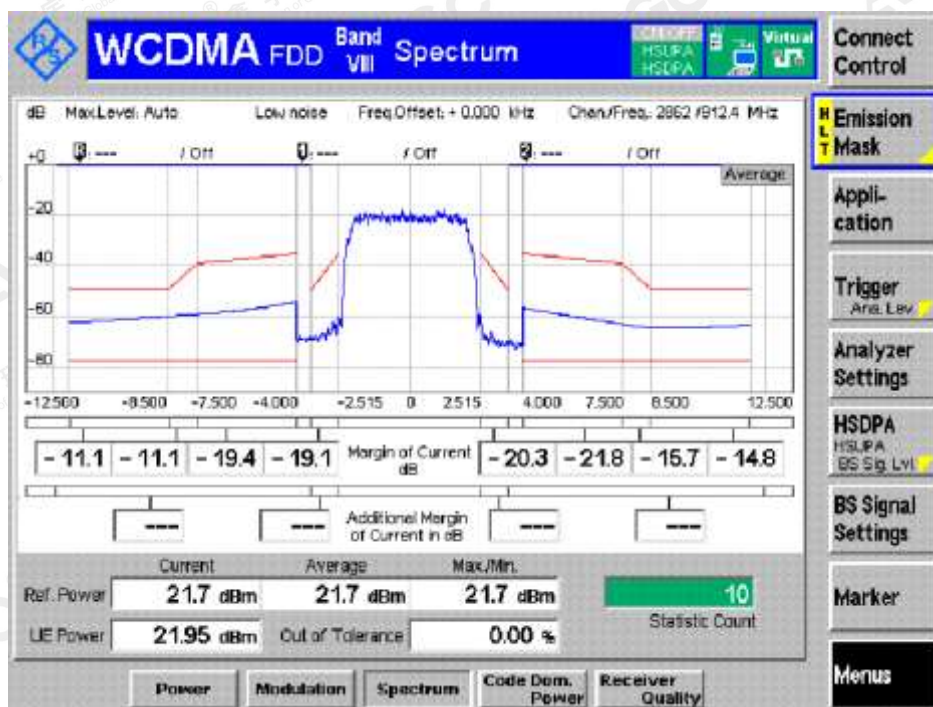 R S
WCDMA FDD Band VIII Spectrum
HSUPA
HSDPA
Virtual
Connect Control
dB Max.Level: Auto Low noise Freq.Offset: + 0.000 kHz Chan./Freq.: 2862 /912.4 MHz
+0 --- / Off --- / Off --- / Off
Average
-20
-40
-60
-80
-12.500 -8.500 -7.500 -4.000 -2.515 0 2.515 4.000 7.500 8.500 12.500
- 11.1 - 11.1 - 19.4 - 19.1 Margin of Current dB - 20.3 - 21.8 - 15.7 - 14.8
--- --- Additional Margin of Current in dB --- ---
Current Average Max./Min.
Ref. Power 21.7 dBm 21.7 dBm 21.7 dBm 10
Statistic Count
UE Power 21.95 dBm Out of Tolerance 0.00 %
Power Modulation Spectrum Code Dom. Power Receiver Quality
HLT
Emission Mask
Appli-
cation
Trigger
Ana. Lev.
Analyzer Settings
HSDPA
HSUPA
BS Sig. Lvl.
BS Signal Settings
Marker
Menus